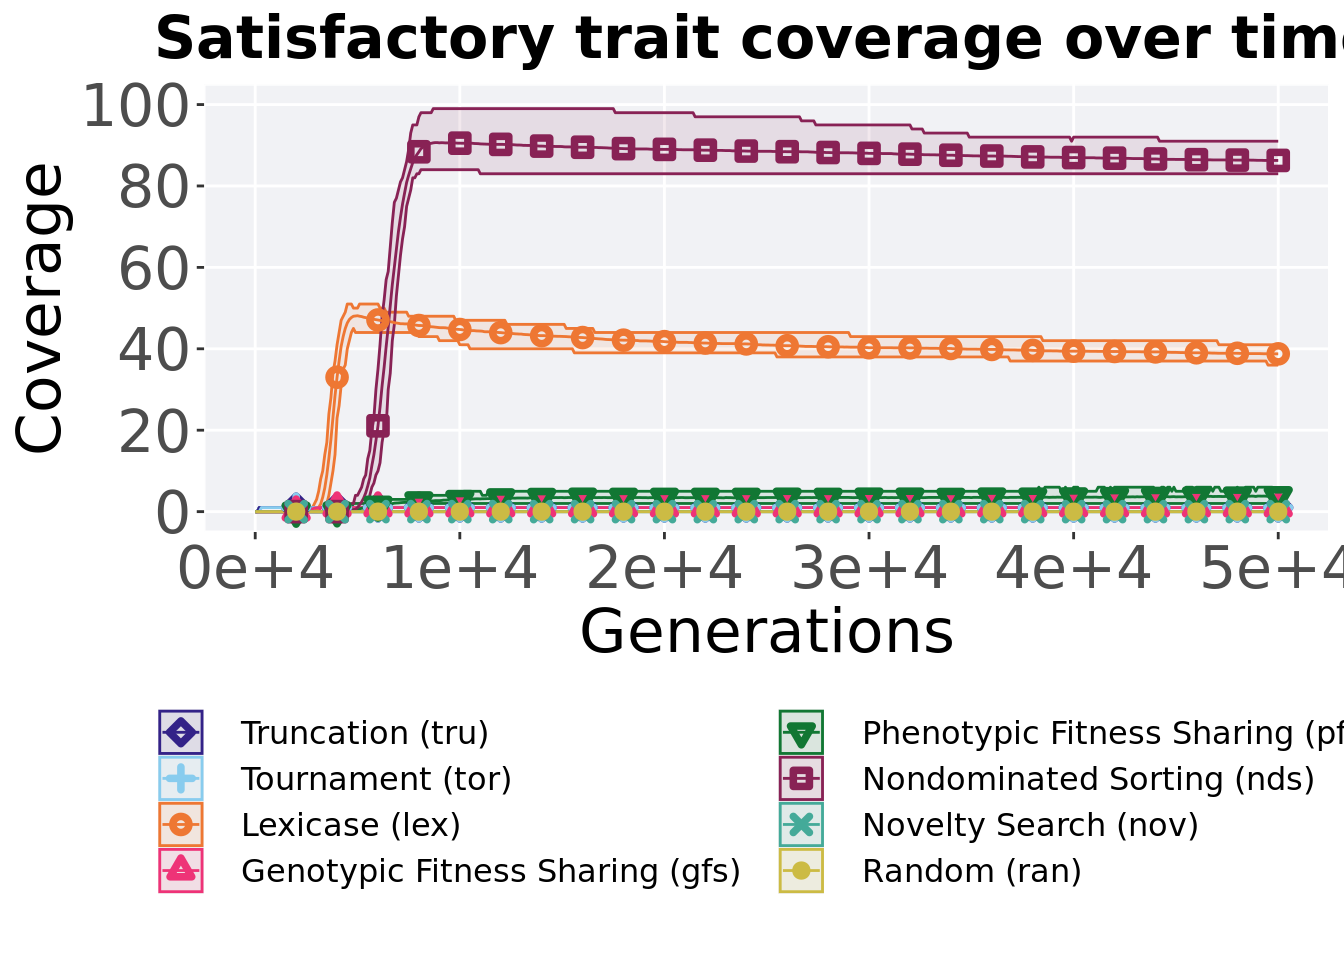 Satisfactory trait coverage over tim
100
80
60
40
20
0
Coverage
0e+4 1e+4 2e+4 3e+4 4e+4 5e+4
Generations
Truncation (tru)
Tournament (tor)
Lexicase (lex)
Genotypic Fitness Sharing (gfs)
Phenotypic Fitness Sharing (pf
Nondominated Sorting (nds)
Novelty Search (nov)
Random (ran)